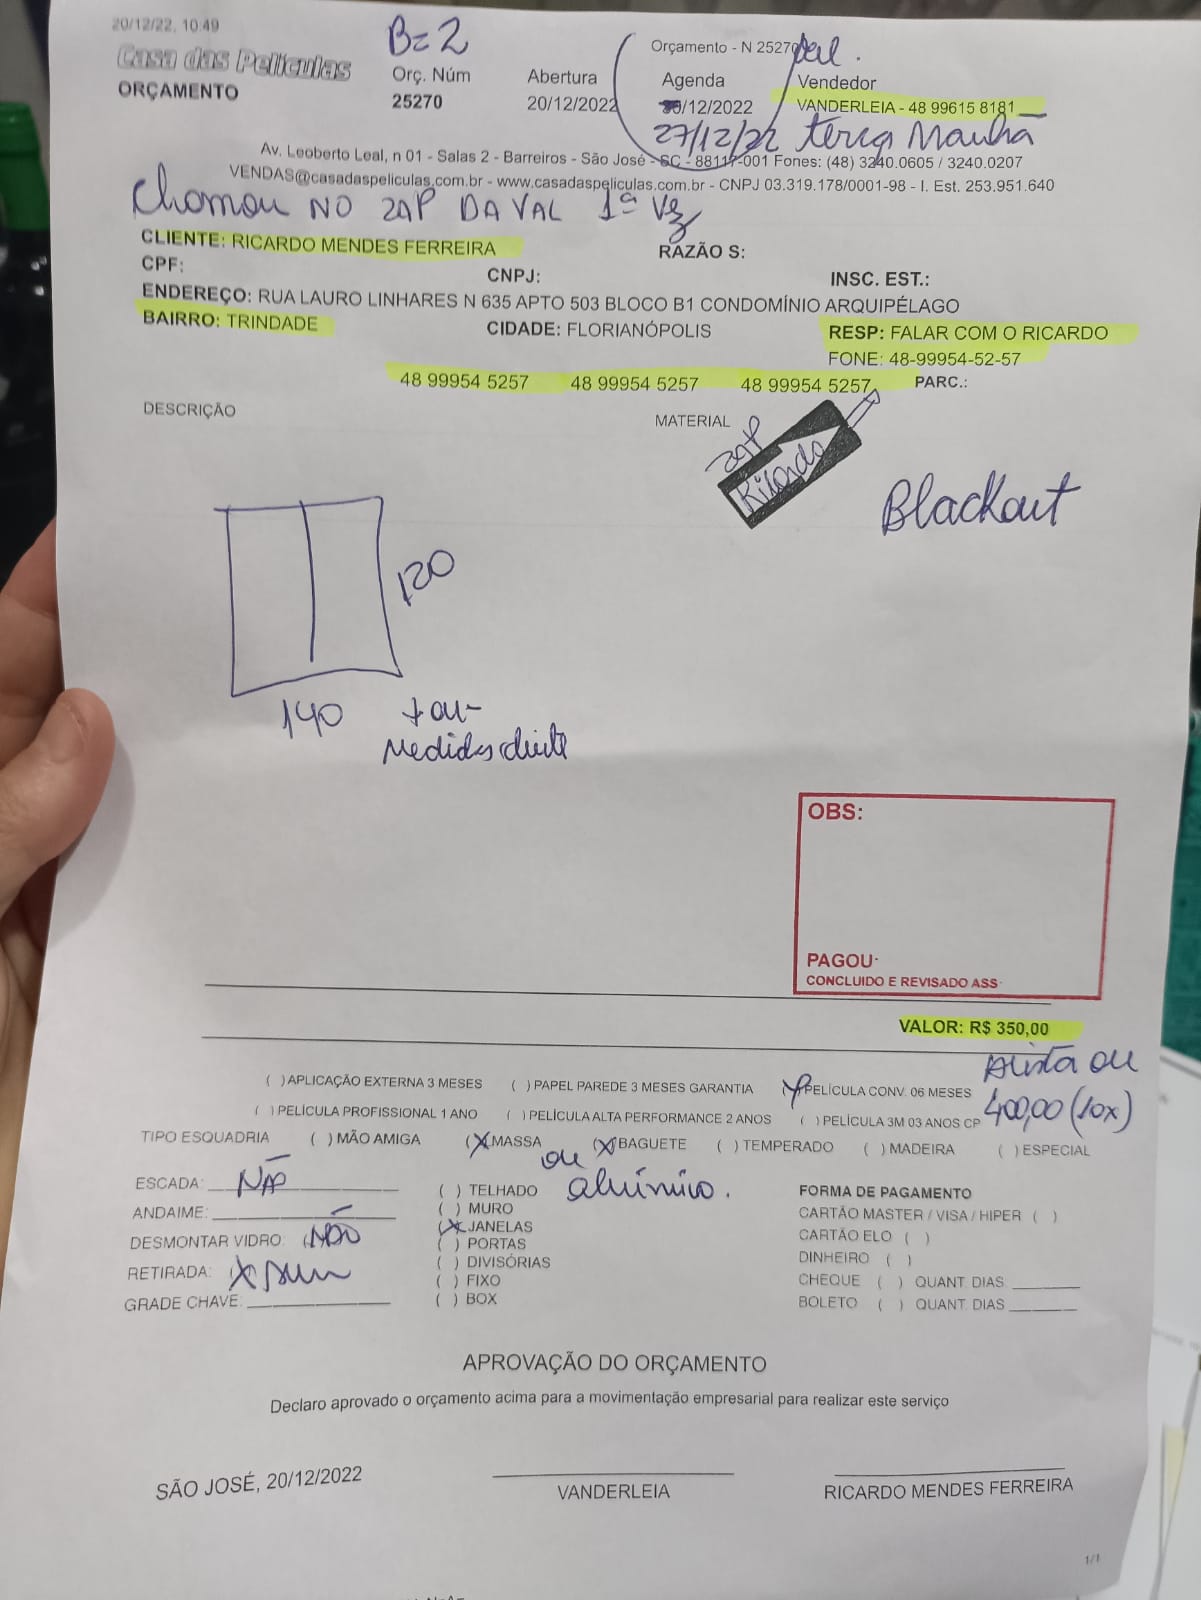 20/12/22, 10:49
B=2
Casa das Películas
ORÇAMENTO
Orç. Núm
25270
Abertura
20/12/2022
Orçamento - N 25270
Agenda
/12/2022
Vendedor
VANDERLEIA - 48 99615 8181
27/12/22 terça Manhã
Av. Leoberto Leal, n 01 - Salas 2 - Barreiros - São José - SC - 88117-001 Fones: (48) 3240.0605 / 3240.0207
VENDAS@casadaspeliculas.com.br - www.casadaspeliculas.com.br - CNPJ 03.319.178/0001-98 - I. Est. 253.951.640
Chamou NO ZAP DA VAL 1ª Vez
CLIENTE: RICARDO MENDES FERREIRA
RAZÃO S:
CPF:
CNPJ:
INSC. EST.:
ENDEREÇO: RUA LAURO LINHARES N 635 APTO 503 BLOCO B1 CONDOMÍNIO ARQUIPÉLAGO
BAIRRO: TRINDADE
CIDADE: FLORIANÓPOLIS
RESP: FALAR COM O RICARDO
FONE: 48-99954-52-57
48 99954 5257 48 99954 5257 48 99954 5257 PARC.:
DESCRIÇÃO
MATERIAL
zap
Ricardo
Blackout
120
140
+ ou -
Medidas cliente
OBS:
PAGOU:
CONCLUIDO E REVISADO ASS:
VALOR: R$ 350,00
Avista ou
400,00 (10x)
( ) APLICAÇÃO EXTERNA 3 MESES ( ) PAPEL PAREDE 3 MESES GARANTIA (X) PELÍCULA CONV. 06 MESES
( ) PELÍCULA PROFISSIONAL 1 ANO ( ) PELÍCULA ALTA PERFORMANCE 2 ANOS ( ) PELÍCULA 3M 03 ANOS CP
TIPO ESQUADRIA ( ) MÃO AMIGA (X) MASSA (X) BAGUETE ( ) TEMPERADO ( ) MADEIRA ( ) ESPECIAL
ou
alumínio.
ESCADA: NÃO
ANDAIME:
DESMONTAR VIDRO: NÃO
RETIRADA: X sim
GRADE CHAVE:
( ) TELHADO
( ) MURO
(X) JANELAS
( ) PORTAS
( ) DIVISÓRIAS
( ) FIXO
( ) BOX
FORMA DE PAGAMENTO
CARTÃO MASTER / VISA / HIPER ( )
CARTÃO ELO ( )
DINHEIRO ( )
CHEQUE ( ) QUANT. DIAS
BOLETO ( ) QUANT. DIAS
APROVAÇÃO DO ORÇAMENTO
Declaro aprovado o orçamento acima para a movimentação empresarial para realizar este serviço
SÃO JOSÉ, 20/12/2022
VANDERLEIA
RICARDO MENDES FERREIRA
1/1